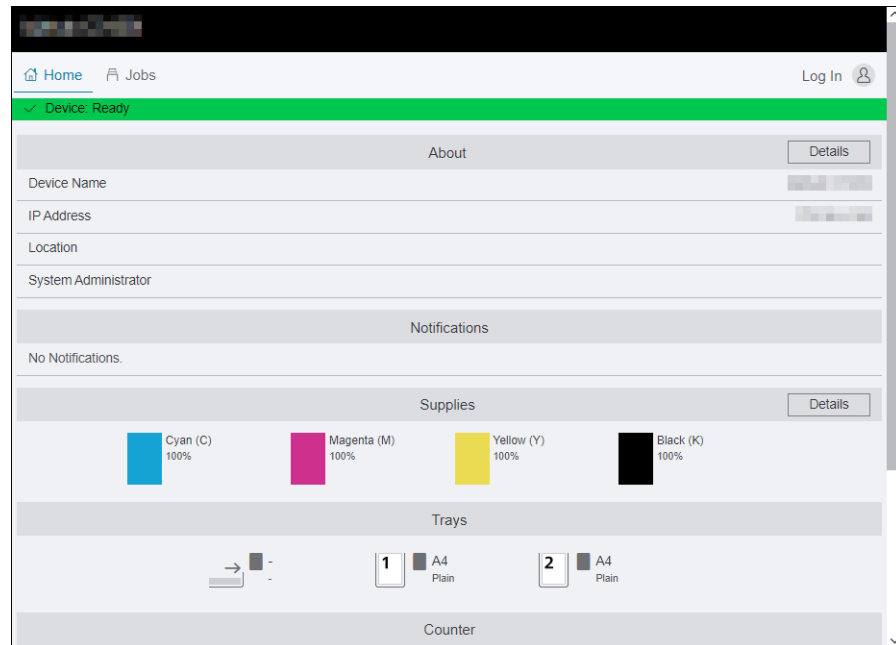 Home Jobs Log In
Device: Ready
About Details
Device Name
IP Address
Location
System Administrator
Notifications
No Notifications.
Supplies Details
Cyan (C) Magenta (M) Yellow (Y) Black (K)
100% 100% 100% 100%
Trays
- 1 A4 2 A4
- Plain Plain
Counter